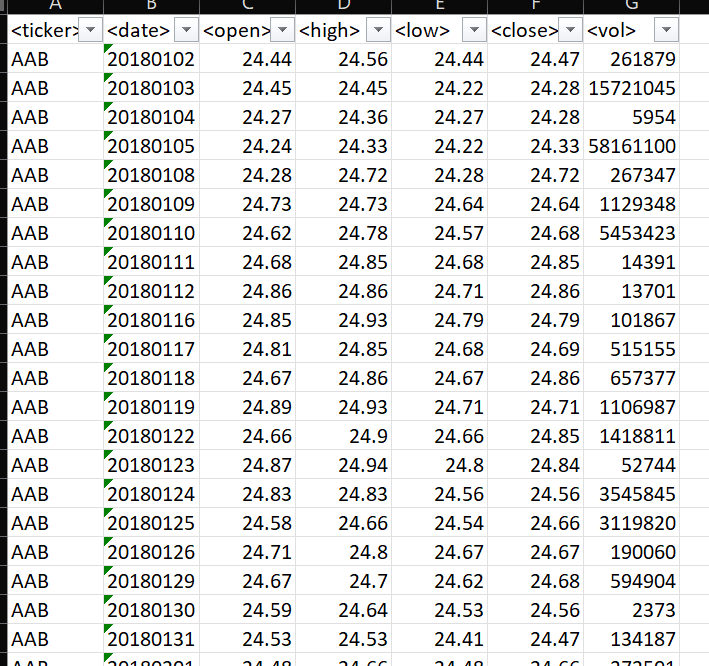 A B C D E F G
<ticker> <date> <open> <high> <low> <close> <vol>
AAB 20180102 24.44 24.56 24.44 24.47 261879
AAB 20180103 24.45 24.45 24.22 24.28 15721045
AAB 20180104 24.27 24.36 24.27 24.28 5954
AAB 20180105 24.24 24.33 24.22 24.33 58161100
AAB 20180108 24.28 24.72 24.28 24.72 267347
AAB 20180109 24.73 24.73 24.64 24.64 1129348
AAB 20180110 24.62 24.78 24.57 24.68 5453423
AAB 20180111 24.68 24.85 24.68 24.85 14391
AAB 20180112 24.86 24.86 24.71 24.86 13701
AAB 20180116 24.85 24.93 24.79 24.79 101867
AAB 20180117 24.81 24.85 24.68 24.69 515155
AAB 20180118 24.67 24.86 24.67 24.86 657377
AAB 20180119 24.89 24.93 24.71 24.71 1106987
AAB 20180122 24.66 24.9 24.66 24.85 1418811
AAB 20180123 24.87 24.94 24.8 24.84 52744
AAB 20180124 24.83 24.83 24.56 24.56 3545845
AAB 20180125 24.58 24.66 24.54 24.66 3119820
AAB 20180126 24.71 24.8 24.67 24.67 190060
AAB 20180129 24.67 24.7 24.62 24.68 594904
AAB 20180130 24.59 24.64 24.53 24.56 2373
AAB 20180131 24.53 24.53 24.41 24.47 134187
AAB 20180201